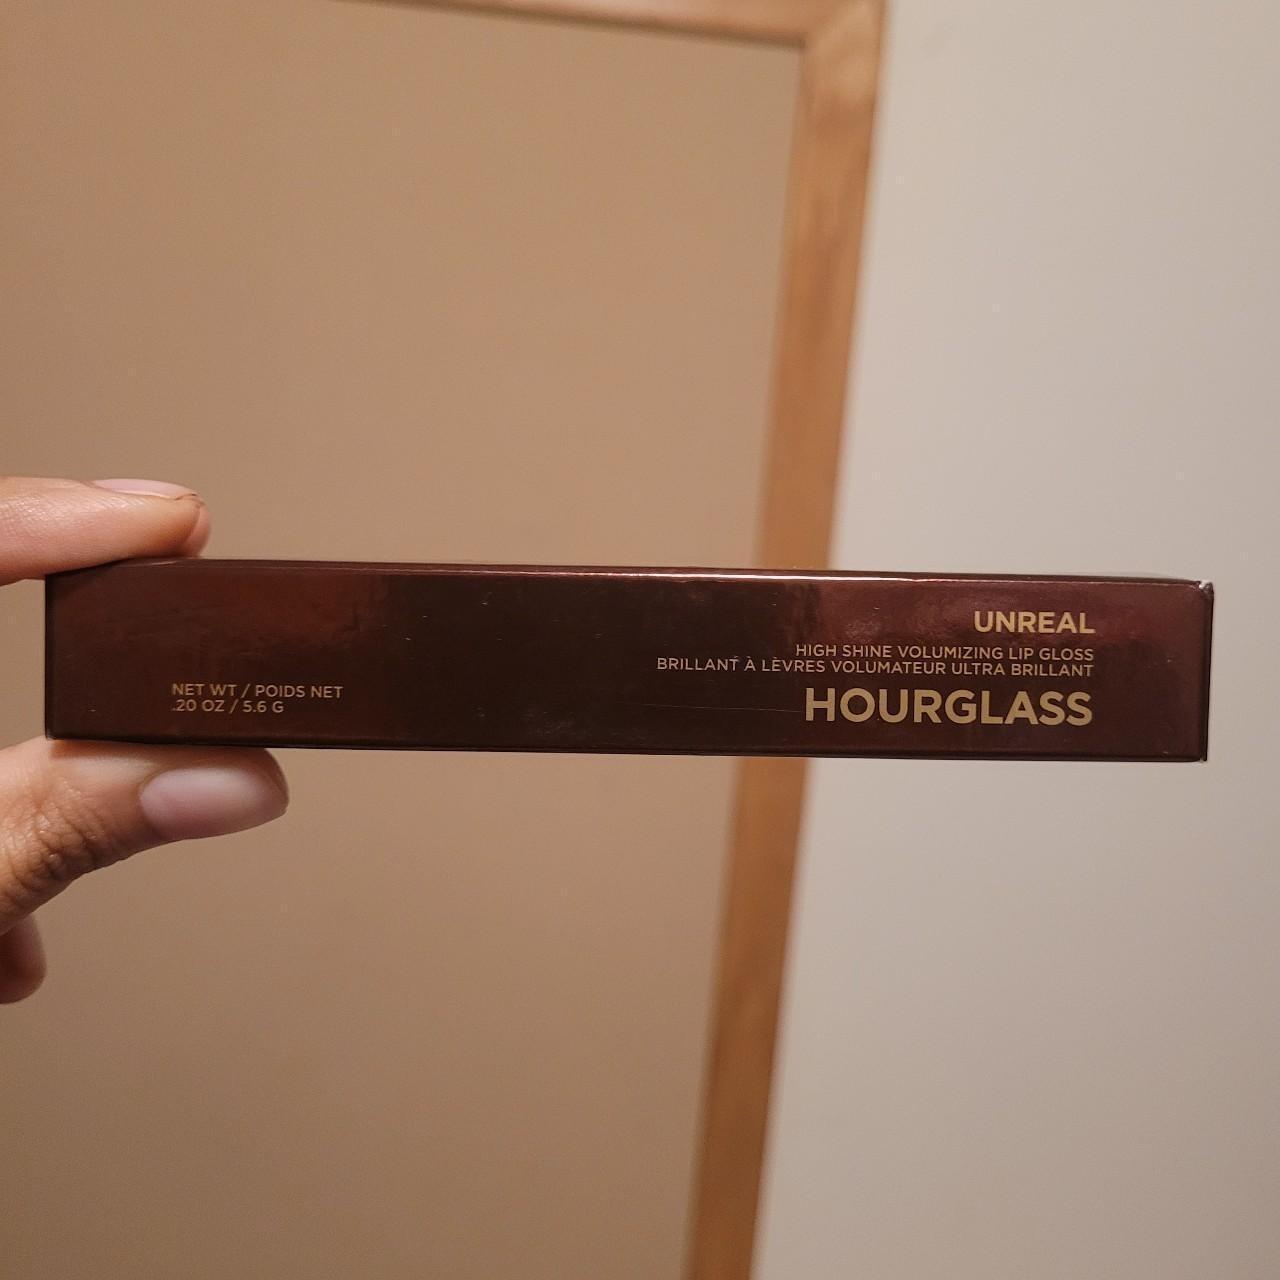 UNREAL
HIGH SHINE VOLUMIZING LIP GLOSS
BRILLANT À LÈVRES VOLUMATEUR ULTRA BRILLANT
HOURGLASS
NET WT / POIDS NET
.20 OZ / 5.6 G